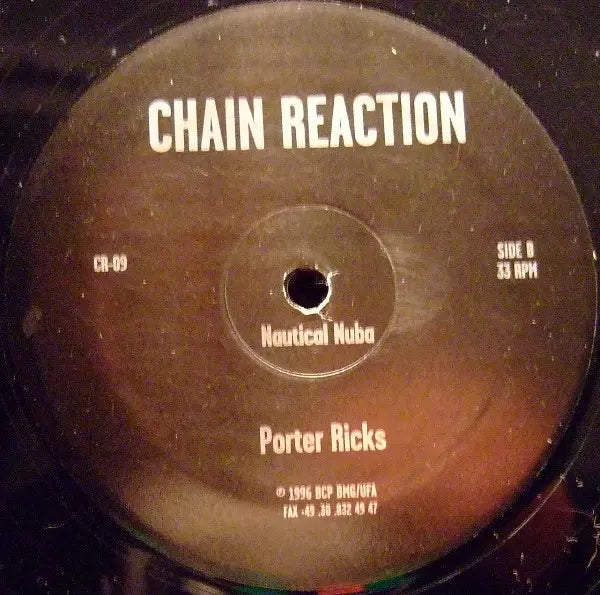 CHAIN REACTION
CR-09
SIDE B
33 RPM
Nautical Nuba
Porter Ricks
℗ 1996 BCP BMG/UFA
FAX +49 .30 .832 49 47